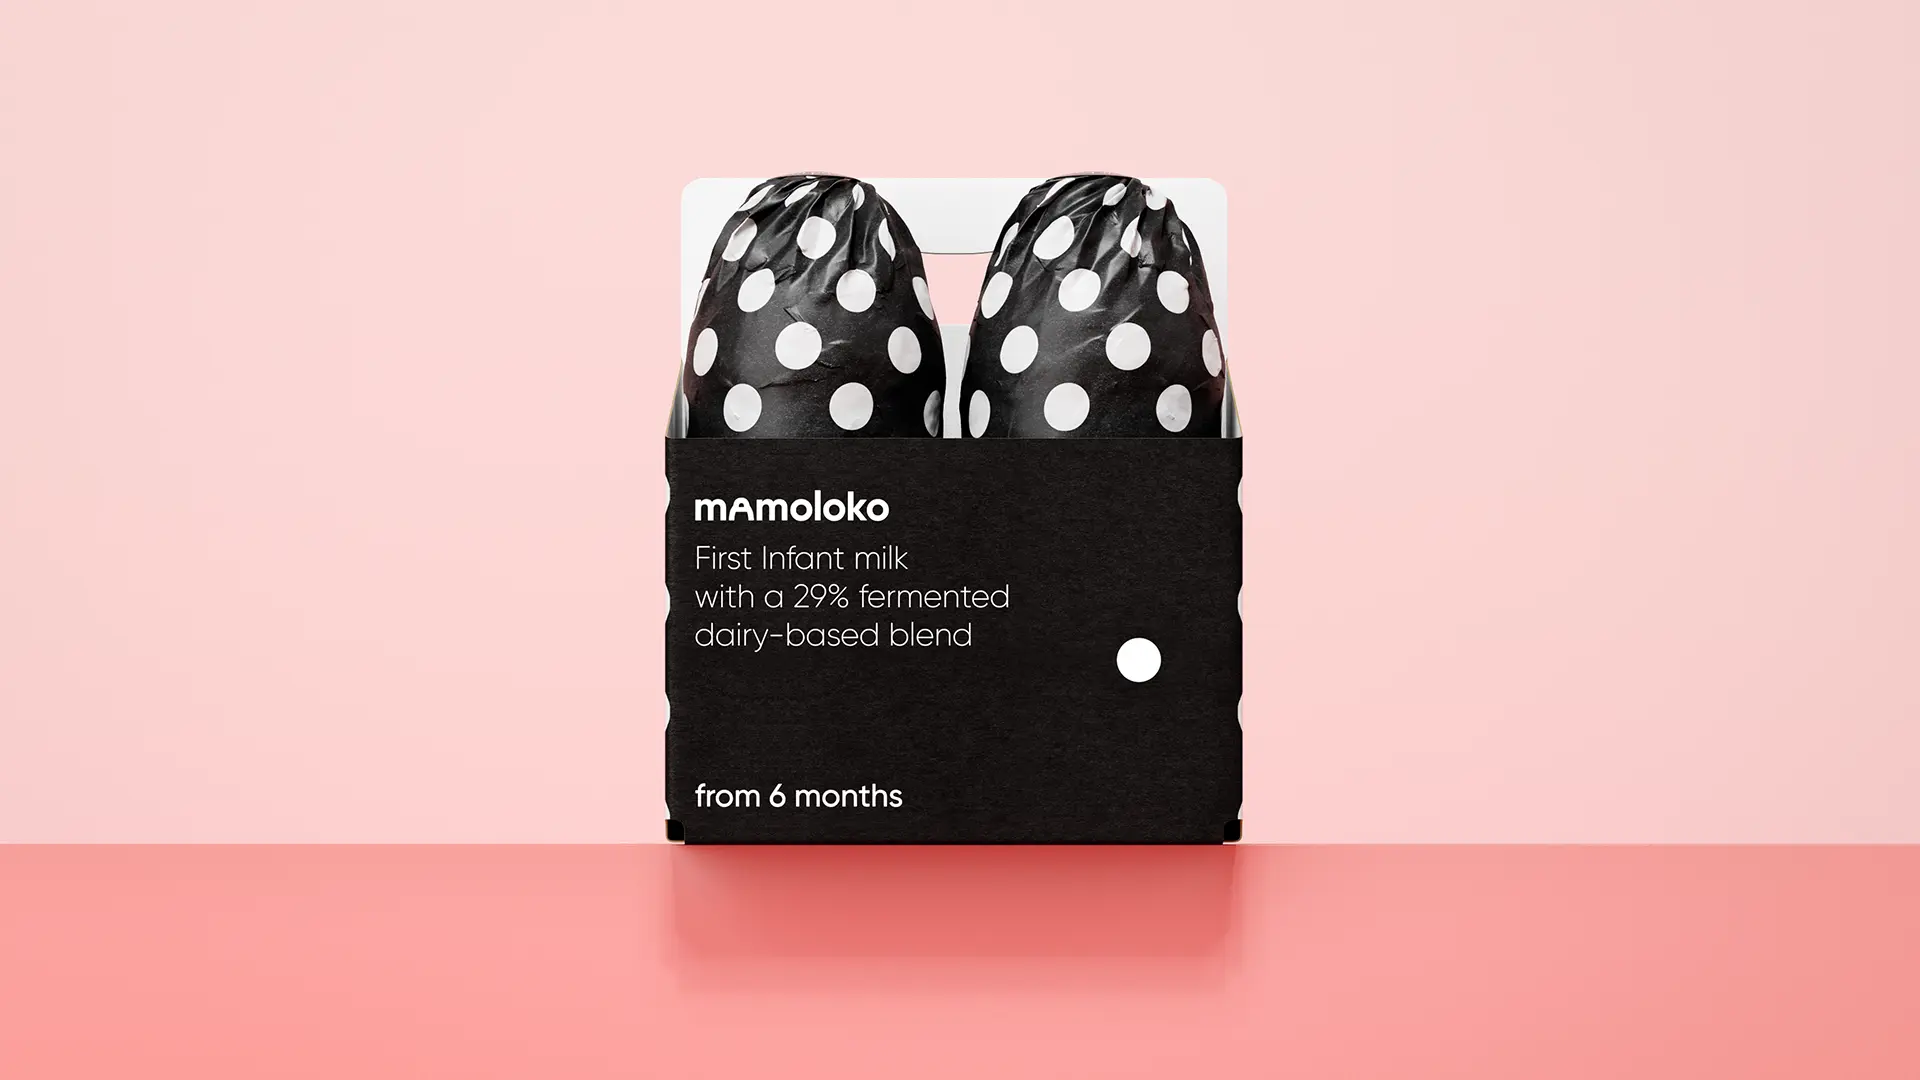 mAmoloko
First Infant milk
with a 29% fermented
dairy-based blend
from 6 months